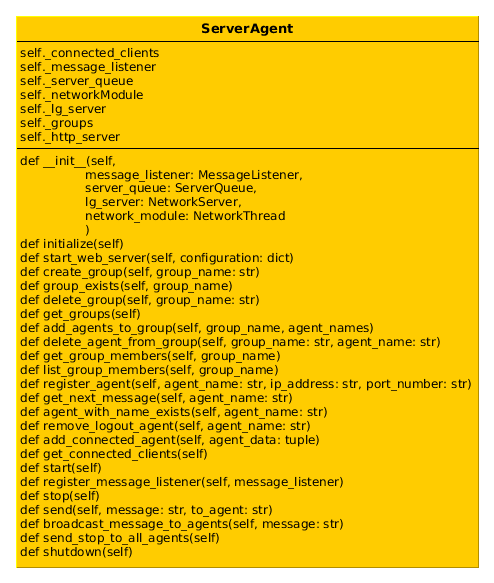 ServerAgent
self._connected_clients
self._message_listener
self._server_queue
self._networkModule
self._lg_server
self._groups
self._http_server
def __init__(self,
message_listener: MessageListener,
server_queue: ServerQueue,
lg_server: NetworkServer,
network_module: NetworkThread
)
def initialize(self)
def start_web_server(self, configuration: dict)
def create_group(self, group_name: str)
def group_exists(self, group_name)
def delete_group(self, group_name: str)
def get_groups(self)
def add_agents_to_group(self, group_name, agent_names)
def delete_agent_from_group(self, group_name: str, agent_name: str)
def get_group_members(self, group_name)
def list_group_members(self, group_name)
def register_agent(self, agent_name: str, ip_address: str, port_number: str)
def get_next_message(self, agent_name: str)
def agent_with_name_exists(self, agent_name: str)
def remove_logout_agent(self, agent_name: str)
def add_connected_agent(self, agent_data: tuple)
def get_connected_clients(self)
def start(self)
def register_message_listener(self, message_listener)
def stop(self)
def send(self, message: str, to_agent: str)
def broadcast_message_to_agents(self, message: str)
def send_stop_to_all_agents(self)
def shutdown(self)